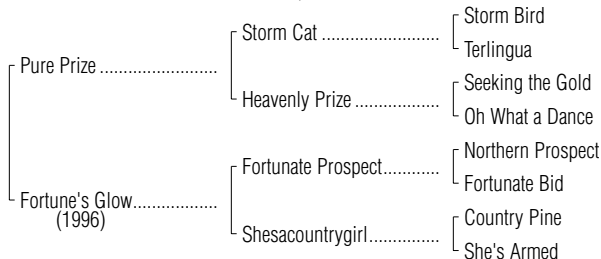 Storm Bird
Storm Cat ........................
Terlingua
Pure Prize ........................
Seeking the Gold
Heavenly Prize .................
Oh What a Dance
Northern Prospect
Fortunate Prospect............
Fortunate Bid
Fortune's Glow.................
(1996)
Country Pine
Shesacountrygirl..............
She's Armed